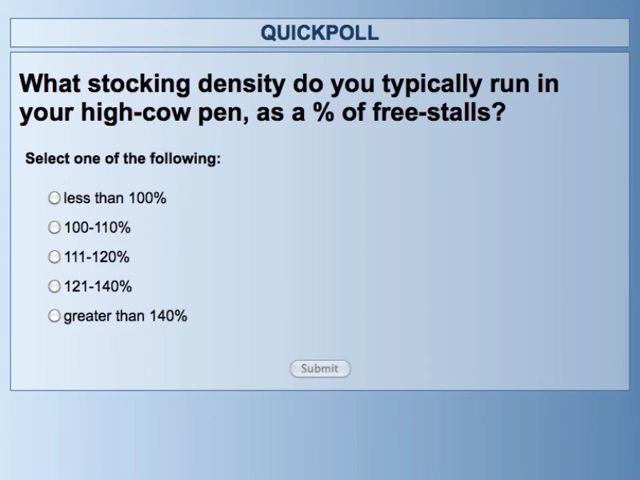 QUICKPOLL
What stocking density do you typically run in
your high-cow pen, as a % of free-stalls?
Select one of the following:
less than 100%
100-110%
111-120%
121-140%
greater than 140%
Submit